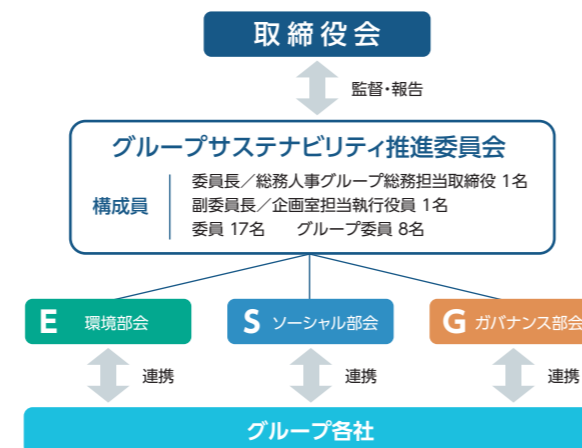 取締役会
監督・報告
グループサステナビリティ推進委員会
構成員
委員長／総務人事グループ総務担当取締役 1名
副委員長／企画室担当執行役員 1名
委員 17名 グループ委員 8名
E 環境部会
S ソーシャル部会
G ガバナンス部会
連携
連携
連携
グループ各社